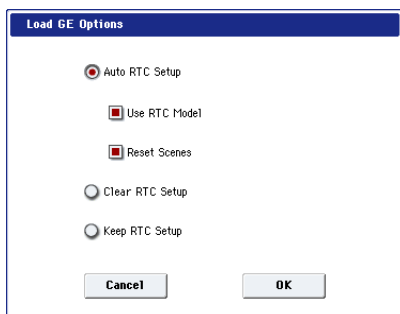 Load GE Options
Auto RTC Setup
Use RTC Model
Reset Scenes
Clear RTC Setup
Keep RTC Setup
Cancel OK